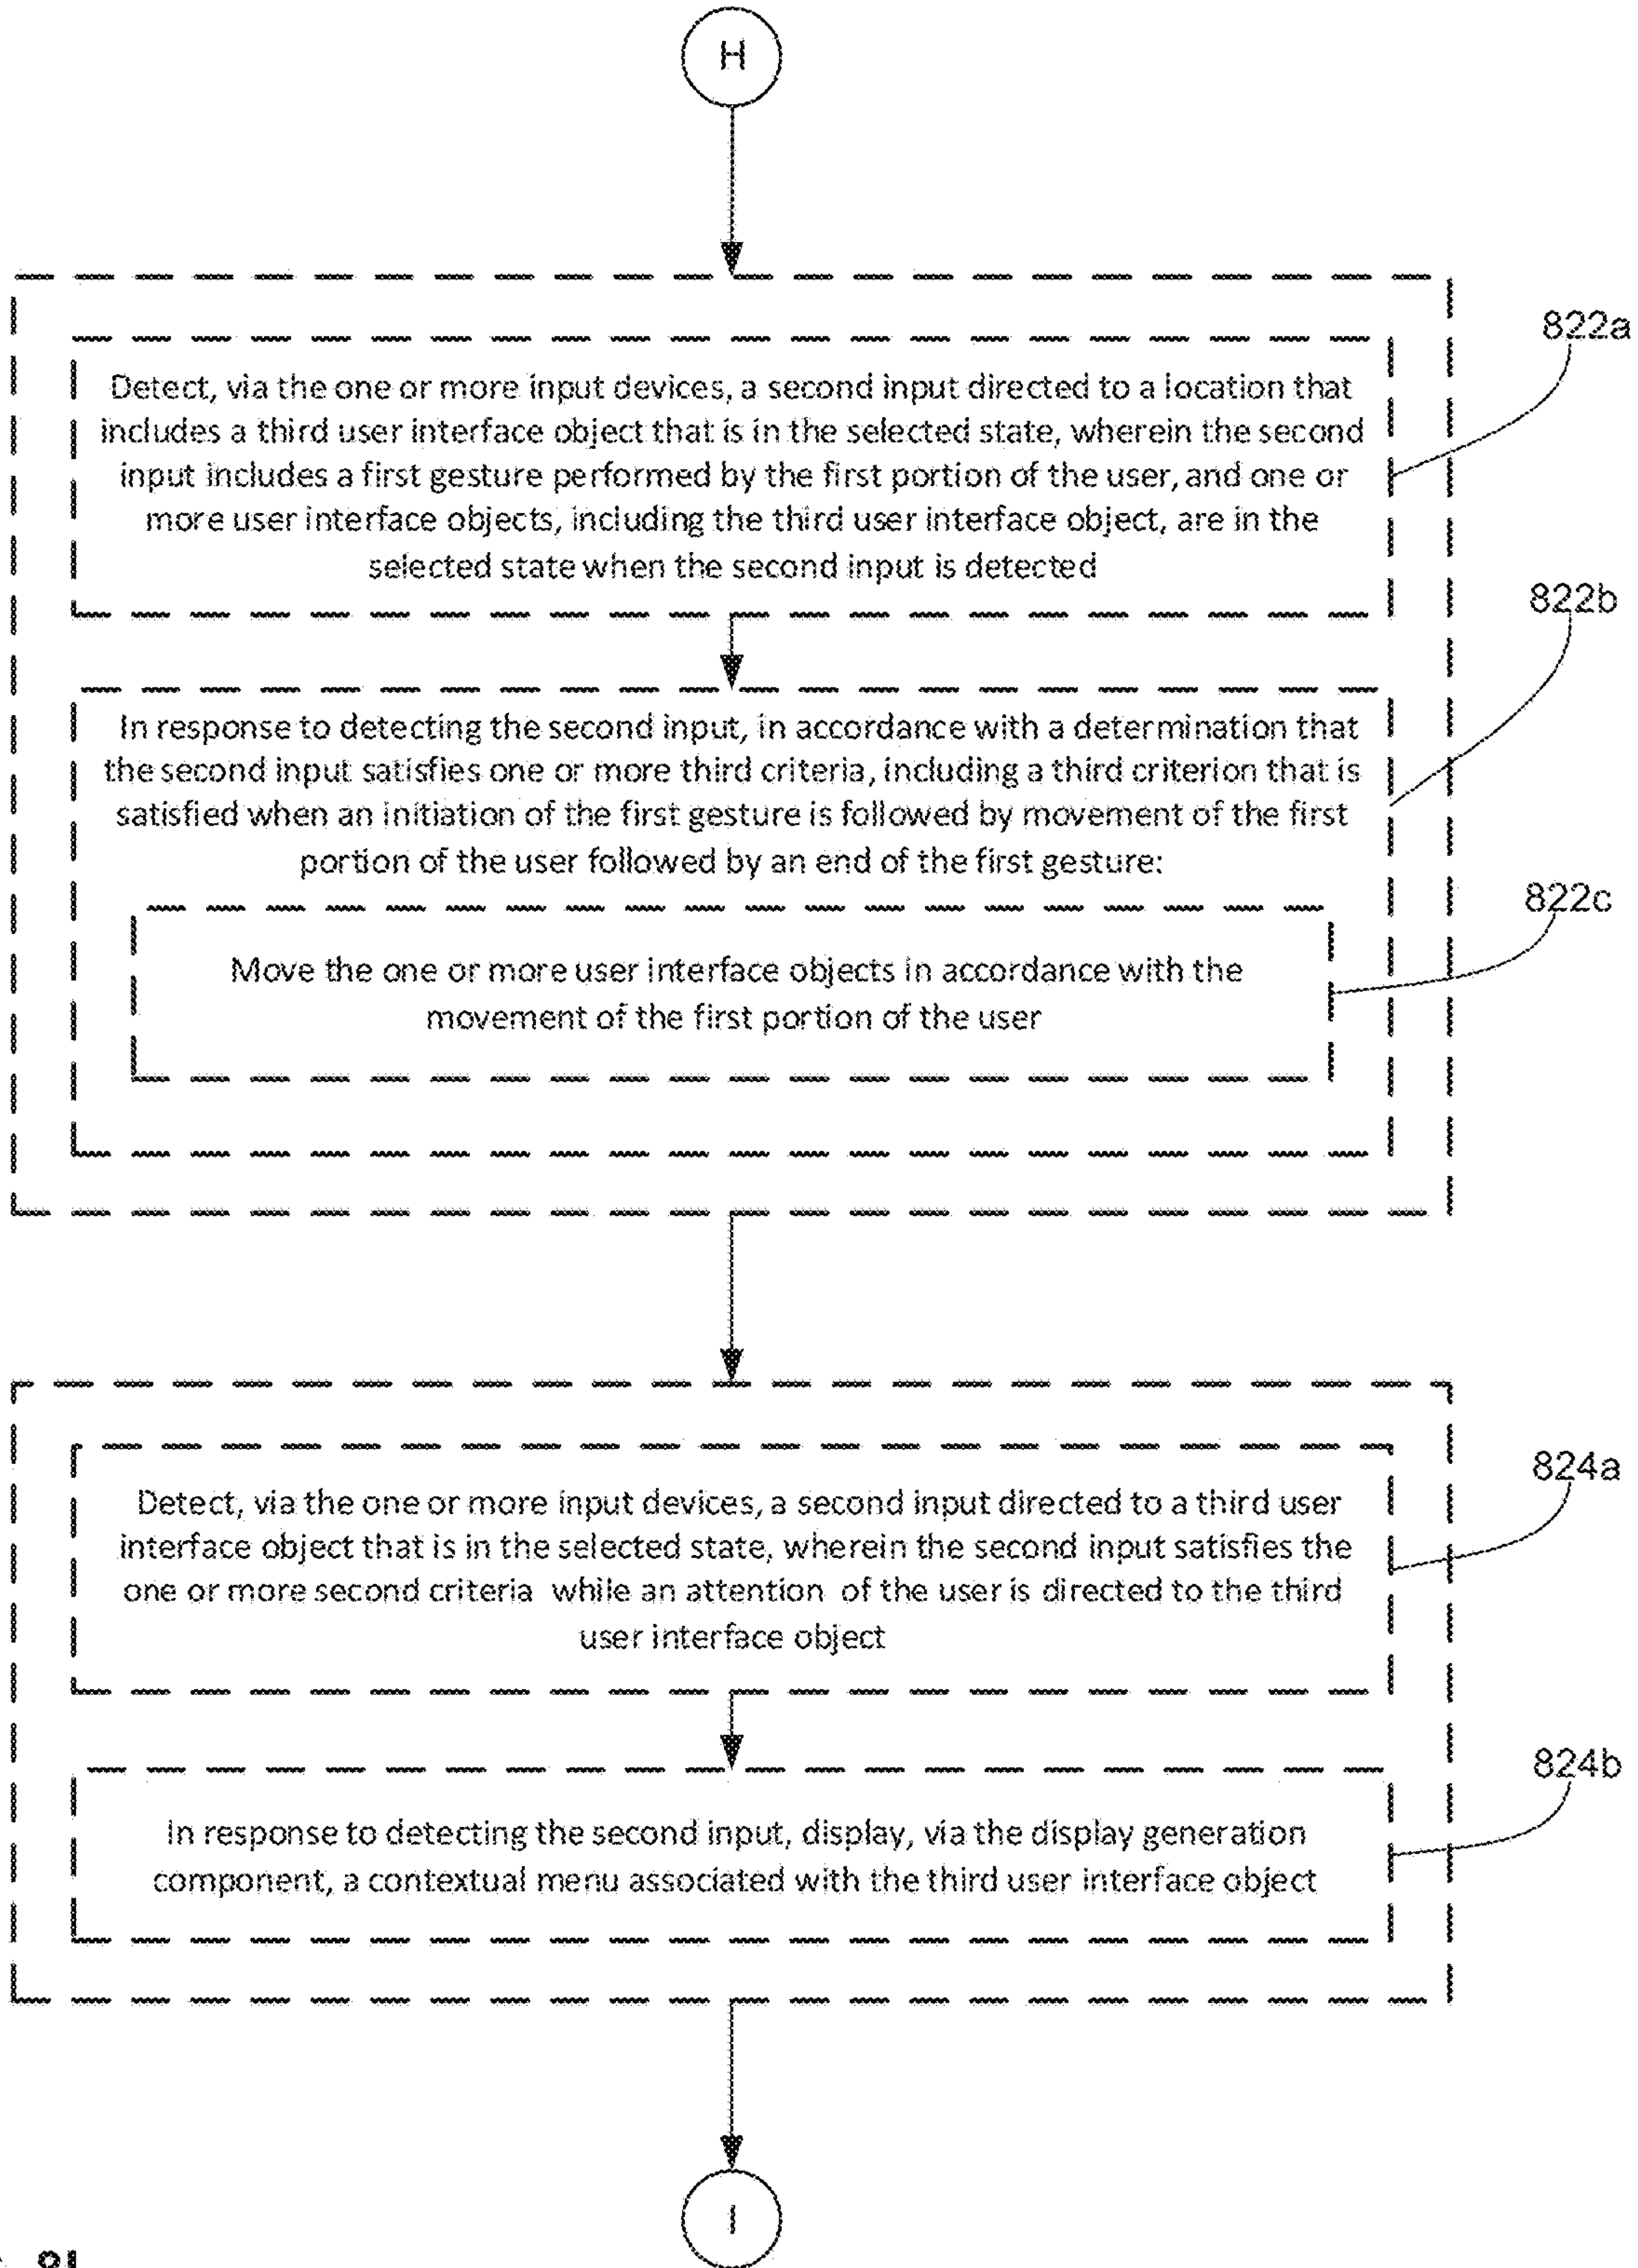 H
822a
Detect, via the one or more input devices, a second input directed to a location that
includes a third user interface object that is in the selected state, wherein the second
input includes a first gesture performed by the first portion of the user, and one or
more user interface objects, including the third user interface object, are in the
selected state when the second input is detected
822b
In response to detecting the second input, in accordance with a determination that
the second input satisfies one or more third criteria, including a third criterion that is
satisfied when an initiation of the first gesture is followed by movement of the first
portion of the user followed by an end of the first gesture:
822c
Move the one or more user interface objects in accordance with the
movement of the first portion of the user
824a
Detect, via the one or more input devices, a second input directed to a third user
interface object that is in the selected state, wherein the second input satisfies the
one or more second criteria while an attention of the user is directed to the third
user interface object
824b
In response to detecting the second input, display, via the display generation
component, a contextual menu associated with the third user interface object
I